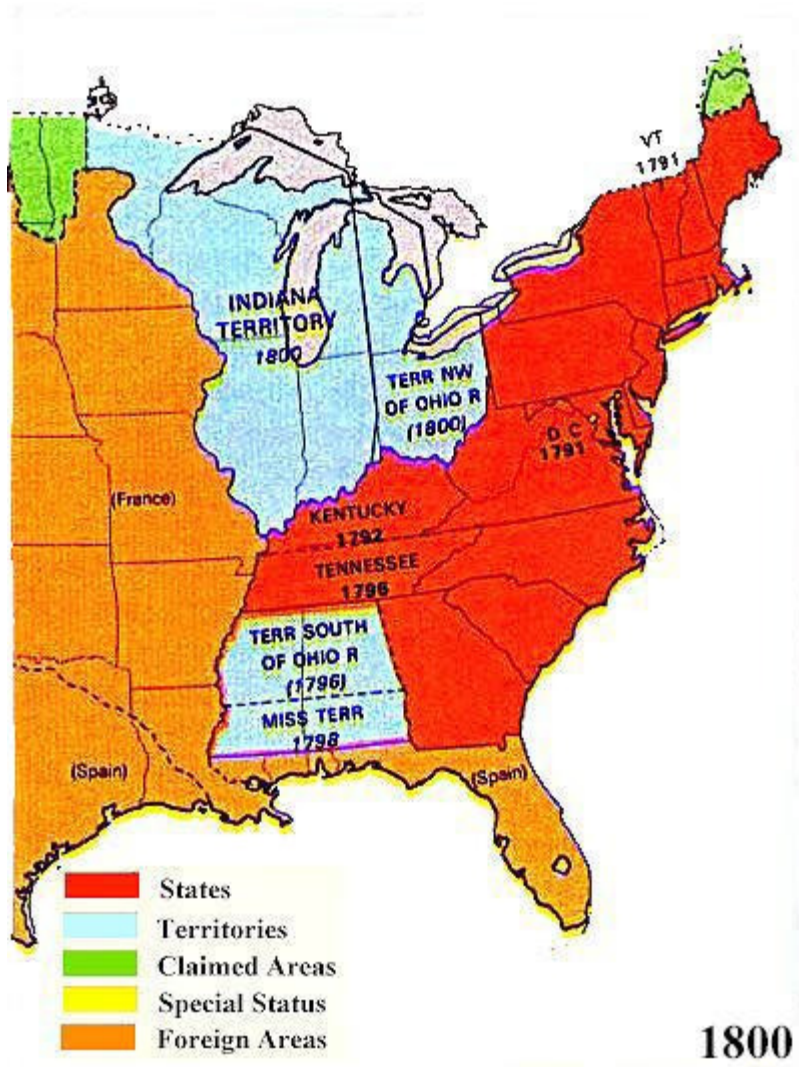 VT
1791
INDIANA
TERRITORY
1800
TERR NW
OF OHIO R
(1800)
D C
1791
(France)
KENTUCKY
1792
TENNESSEE
1796
TERR SOUTH
OF OHIO R
(1796)
MISS TERR
1798
(Spain)
(Spain)
States
Territories
Claimed Areas
Special Status
Foreign Areas
1800